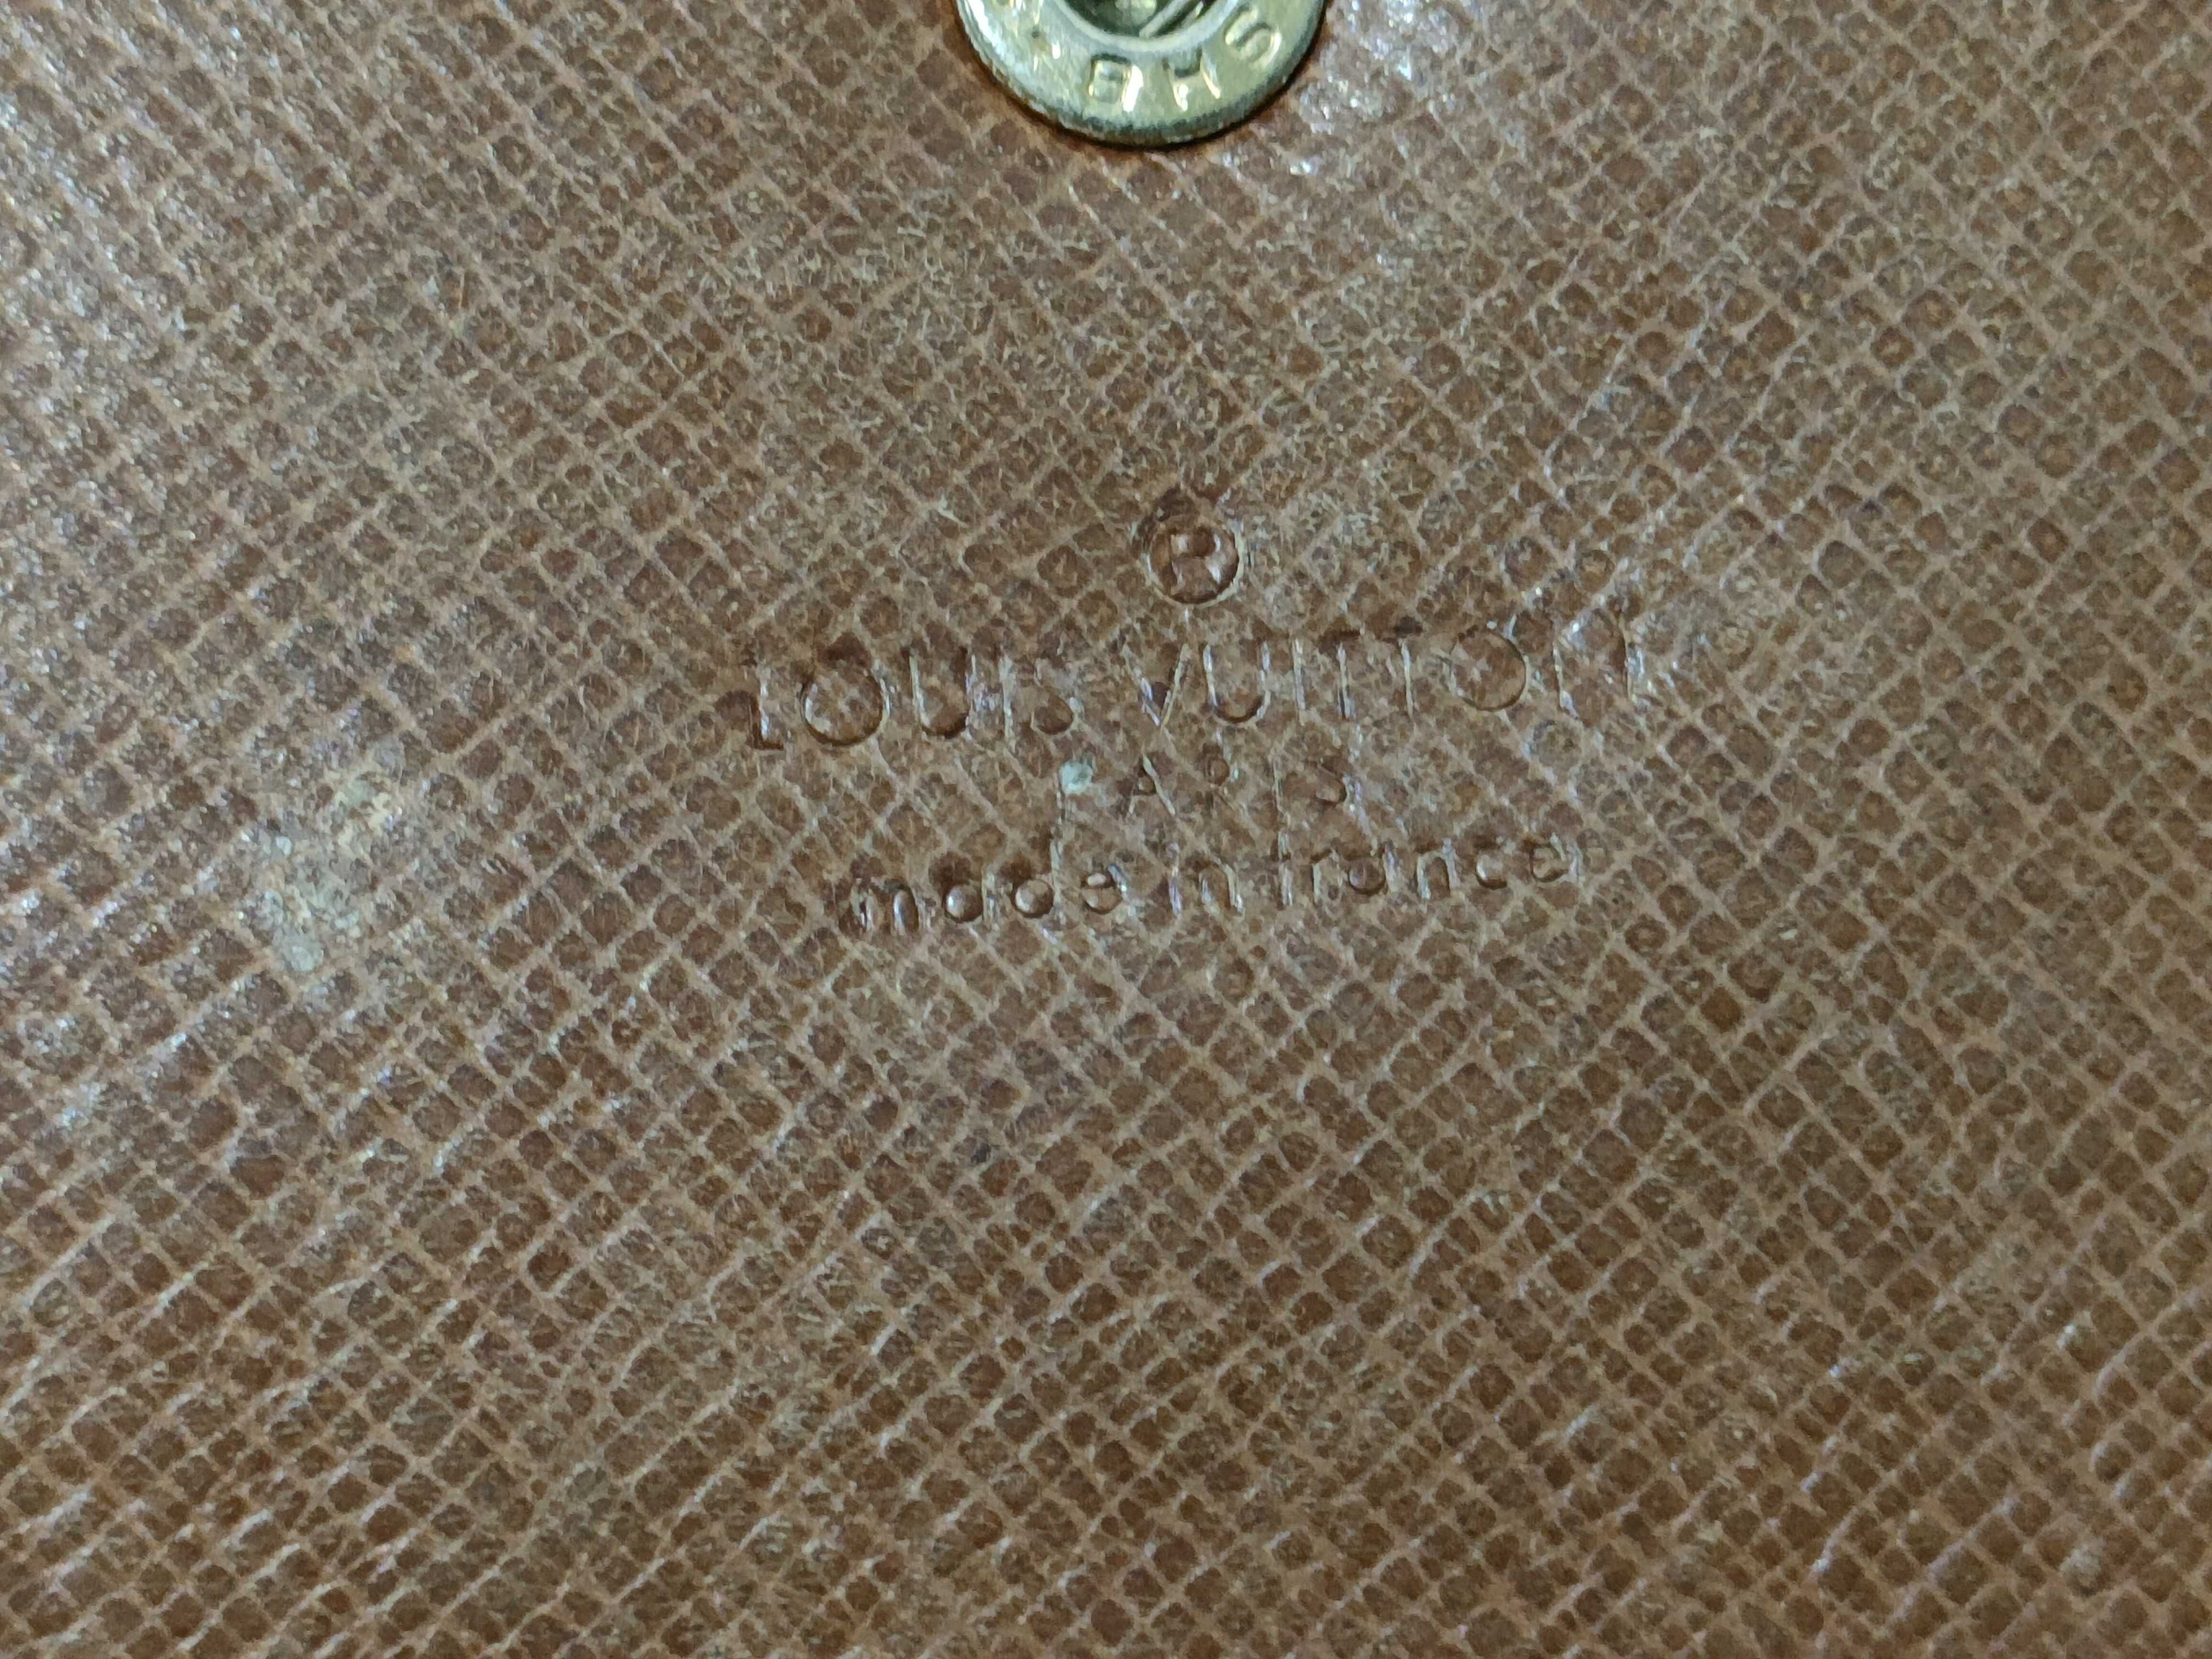 ®
LOUIS VUITTON
PARIS
made in france